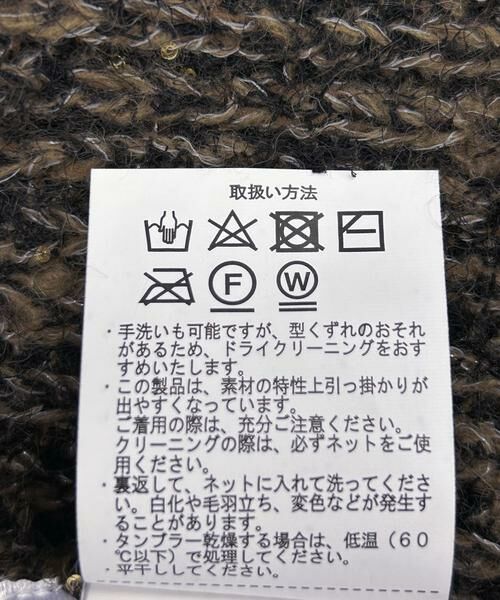 取扱い方法
F W
・手洗いも可能ですが、型くずれのおそれ
があるため、ドライクリーニングをおす
すめいたします。
・この製品は、素材の特性上引っ掛かりが
出やすくなっています。
ご着用の際は、充分ご注意ください。
クリーニングの際は、必ずネットをご使
用ください。
・裏返して、ネットに入れて洗ってくださ
い。白化や毛羽立ち、変色などが発生す
ることがあります。
・タンブラー乾燥する場合は、低温（６０
℃以下）で処理してください。
・平干ししてください。